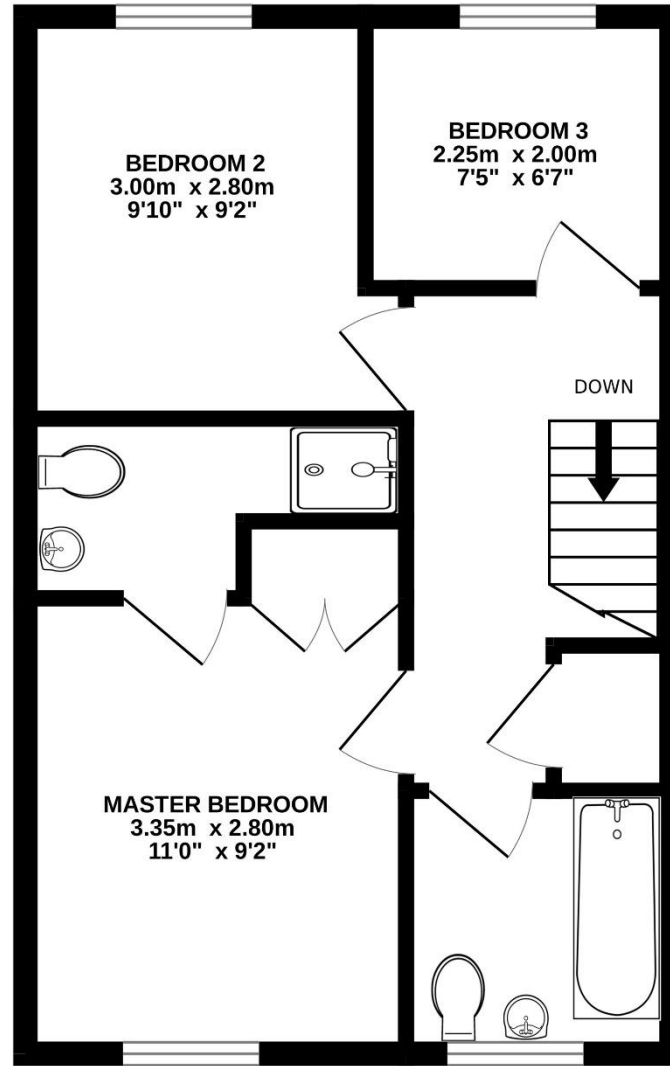 BEDROOM 2
3.00m x 2.80m
9'10" x 9'2"
BEDROOM 3
2.25m x 2.00m
7'5" x 6'7"
DOWN
MASTER BEDROOM
3.35m x 2.80m
11'0" x 9'2"